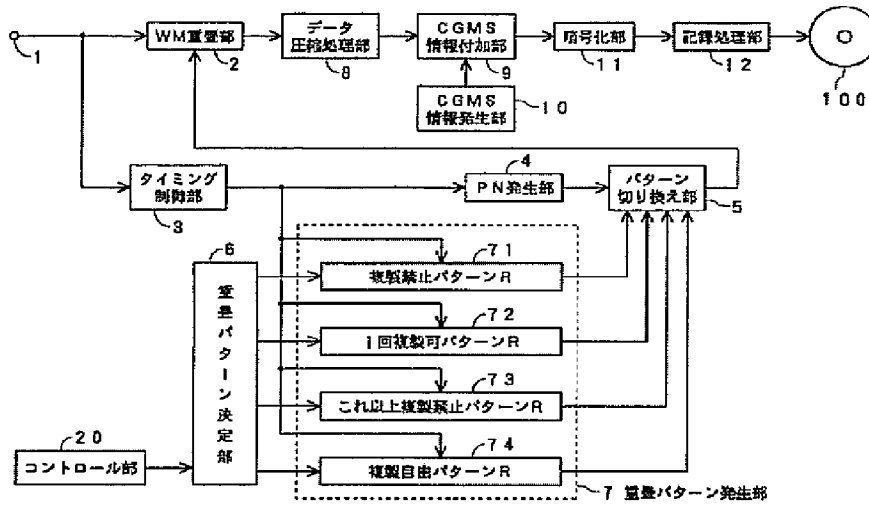 1
WM重畳部
2
データ
圧縮処理部
8
CGMS
情報付加部
9
暗号化部
11
記録処理部
12
100
CGMS
情報発生部
10
タイミング
制御部
3
4
PN発生部
パターン
切り換え部
5
6
重畳パターン決定部
71
複製禁止パターンR
72
1回複製可パターンR
73
これ以上複製禁止パターンR
74
複製自由パターンR
20
コントロール部
7 重畳パターン発生部